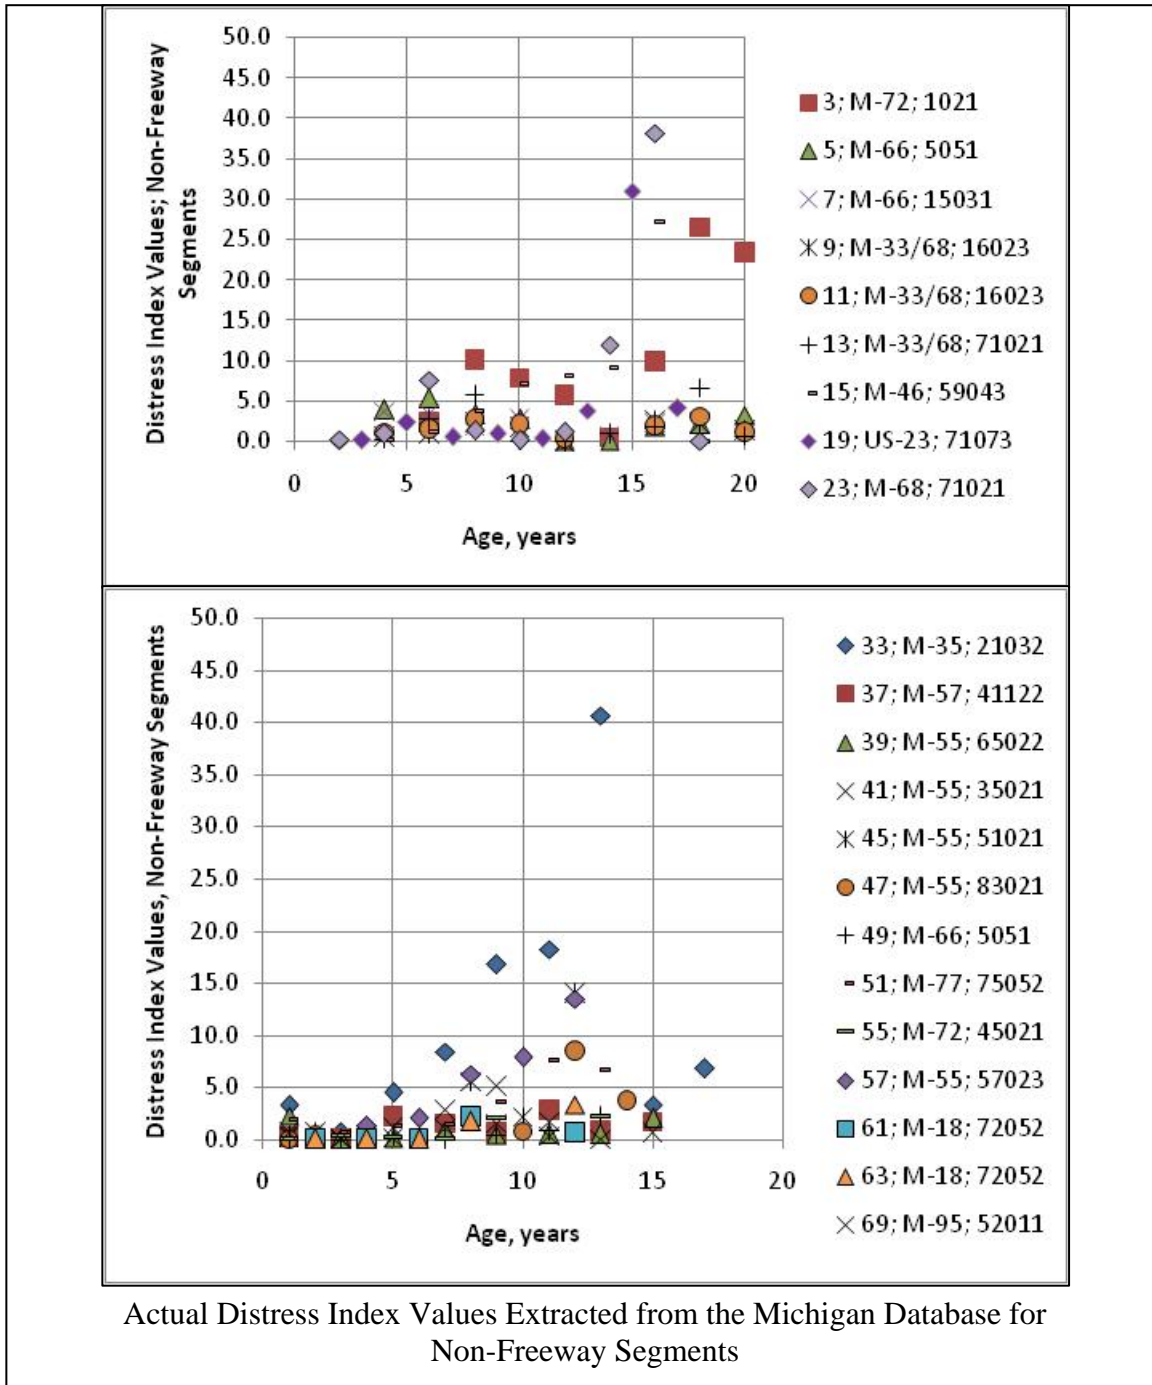 Distress Index Values; Non-Freeway
Segments
50.0
45.0
40.0
35.0
30.0
25.0
20.0
15.0
10.0
5.0
0.0
0 5 10 15 20
Age, years
3; M-72; 1021
5; M-66; 5051
7; M-66; 15031
9; M-33/68; 16023
11; M-33/68; 16023
13; M-33/68; 71021
15; M-46; 59043
19; US-23; 71073
23; M-68; 71021
Distress Index Values, Non-Freeway Segments
50.0
45.0
40.0
35.0
30.0
25.0
20.0
15.0
10.0
5.0
0.0
0 5 10 15 20
Age, years
33; M-35; 21032
37; M-57; 41122
39; M-55; 65022
41; M-55; 35021
45; M-55; 51021
47; M-55; 83021
49; M-66; 5051
51; M-77; 75052
55; M-72; 45021
57; M-55; 57023
61; M-18; 72052
63; M-18; 72052
69; M-95; 52011
Actual Distress Index Values Extracted from the Michigan Database for
Non-Freeway Segments